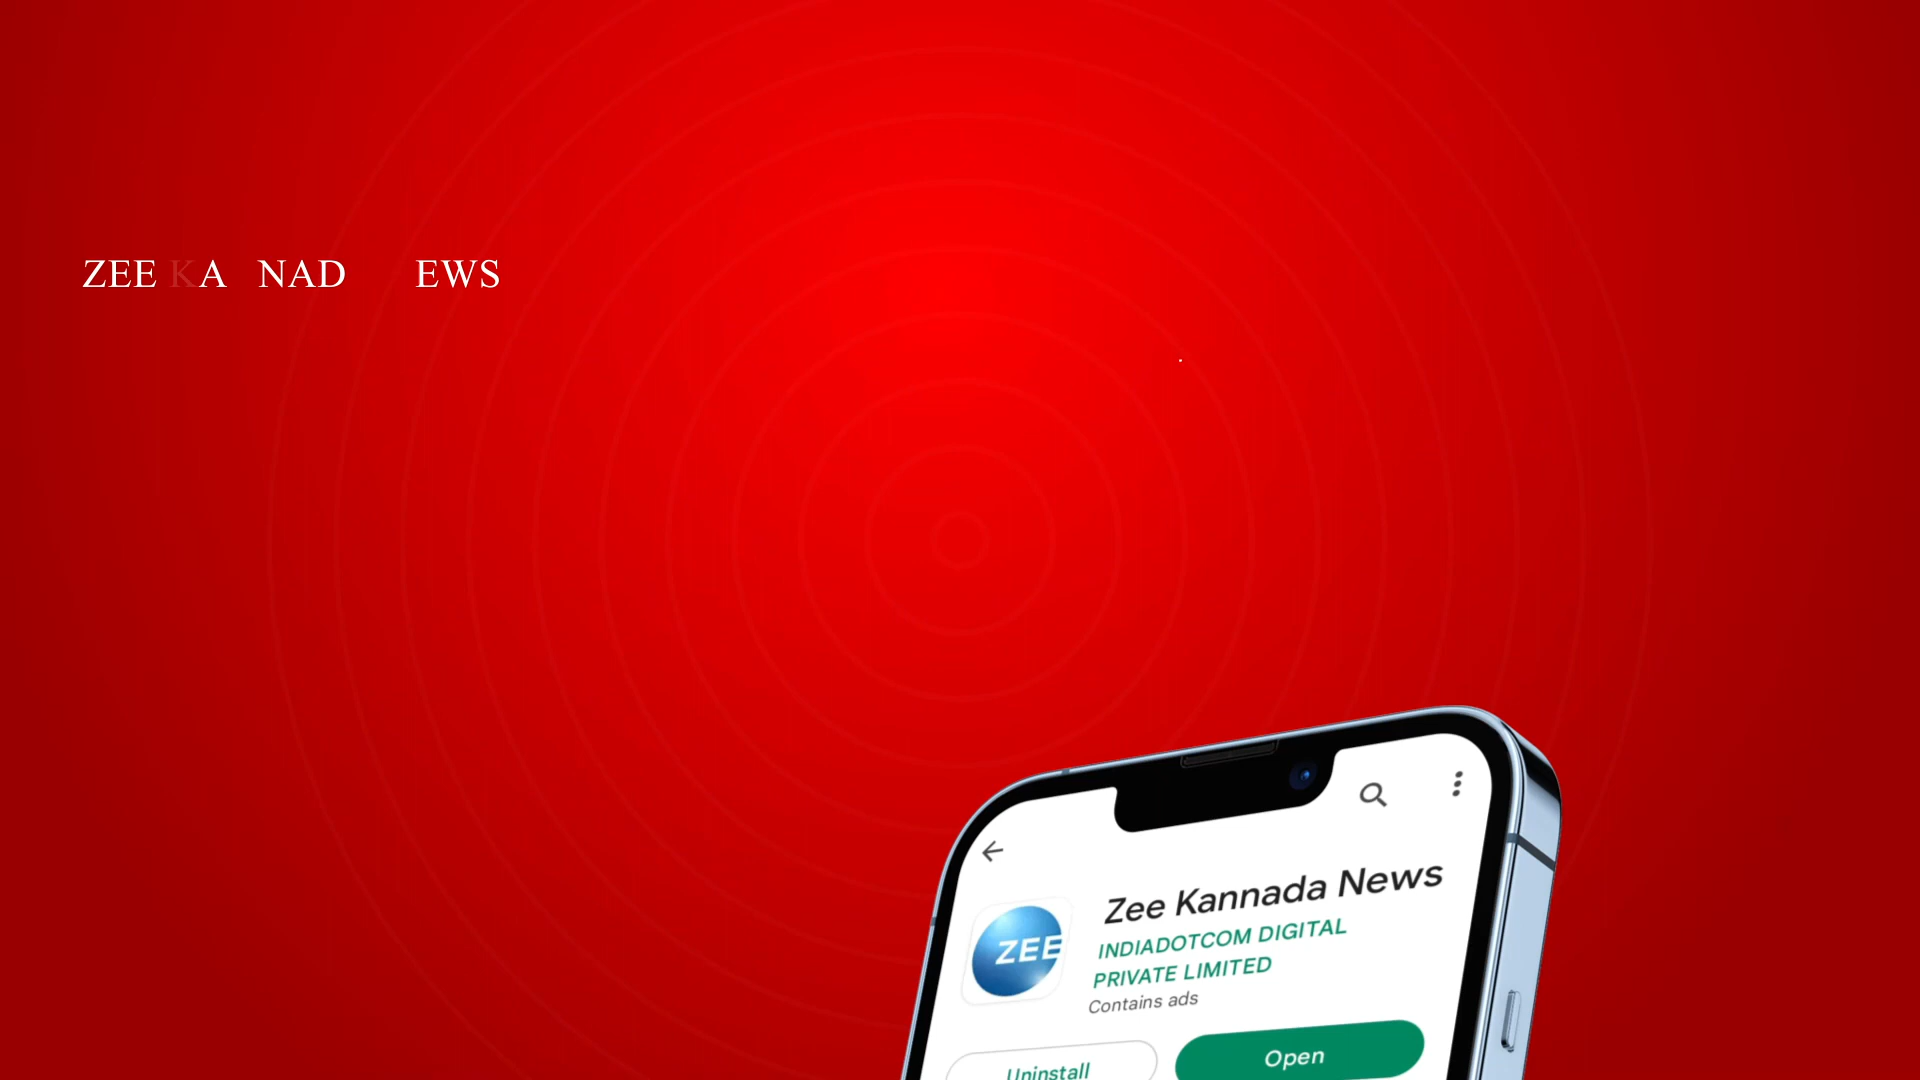 ZEE KA NAD EWS
Zee Kannada News
ZEE
INDIADOTCOM DIGITAL
PRIVATE LIMITED
Contains ads
Uninstall
Open